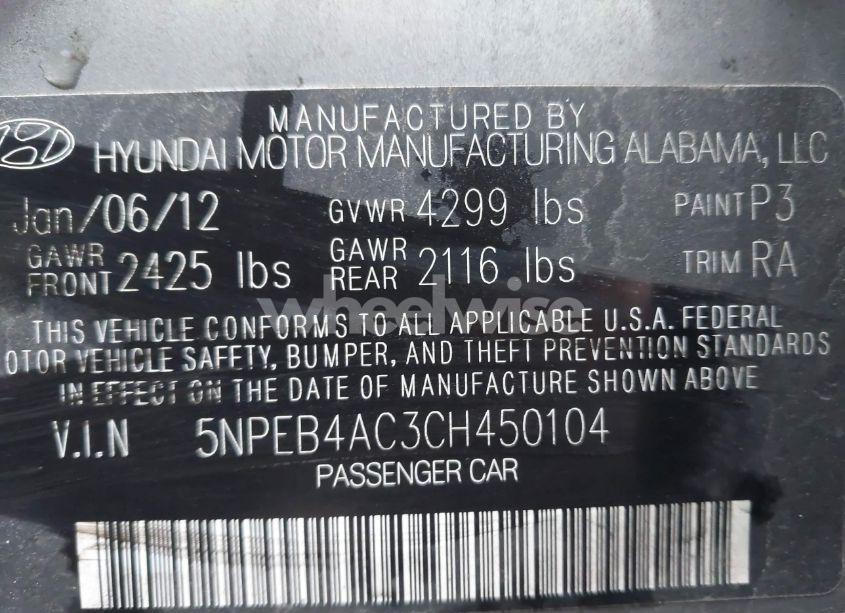 MANUFACTURED BY
HYUNDAI MOTOR MANUFACTURING ALABAMA, LLC
Jan/06/12 GVWR 4299 lbs PAINT P3
GAWR FRONT 2425 lbs GAWR REAR 2116 lbs TRIM RA
wheelwise
THIS VEHICLE CONFORMS TO ALL APPLICABLE U.S.A. FEDERAL
OTOR VEHICLE SAFETY, BUMPER, AND THEFT PREVENTION STANDARDS
IN EFFECT ON THE DATE OF MANUFACTURE SHOWN ABOVE
V.I.N 5NPEB4AC3CH450104
PASSENGER CAR